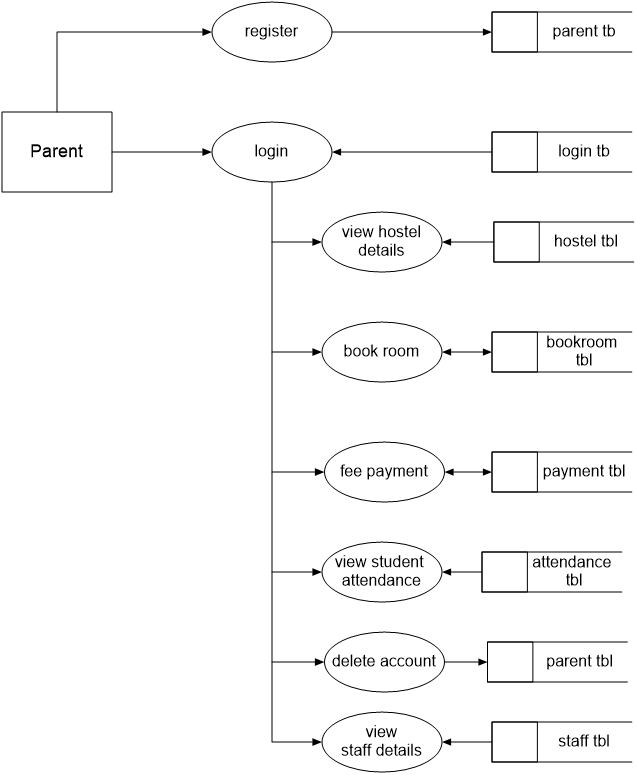 register
parent tb
Parent
login
login tb
view hostel
details
hostel tbl
book room
bookroom
tbl
fee payment
payment tbl
view student
attendance
attendance
tbl
delete account
parent tbl
view
staff details
staff tbl